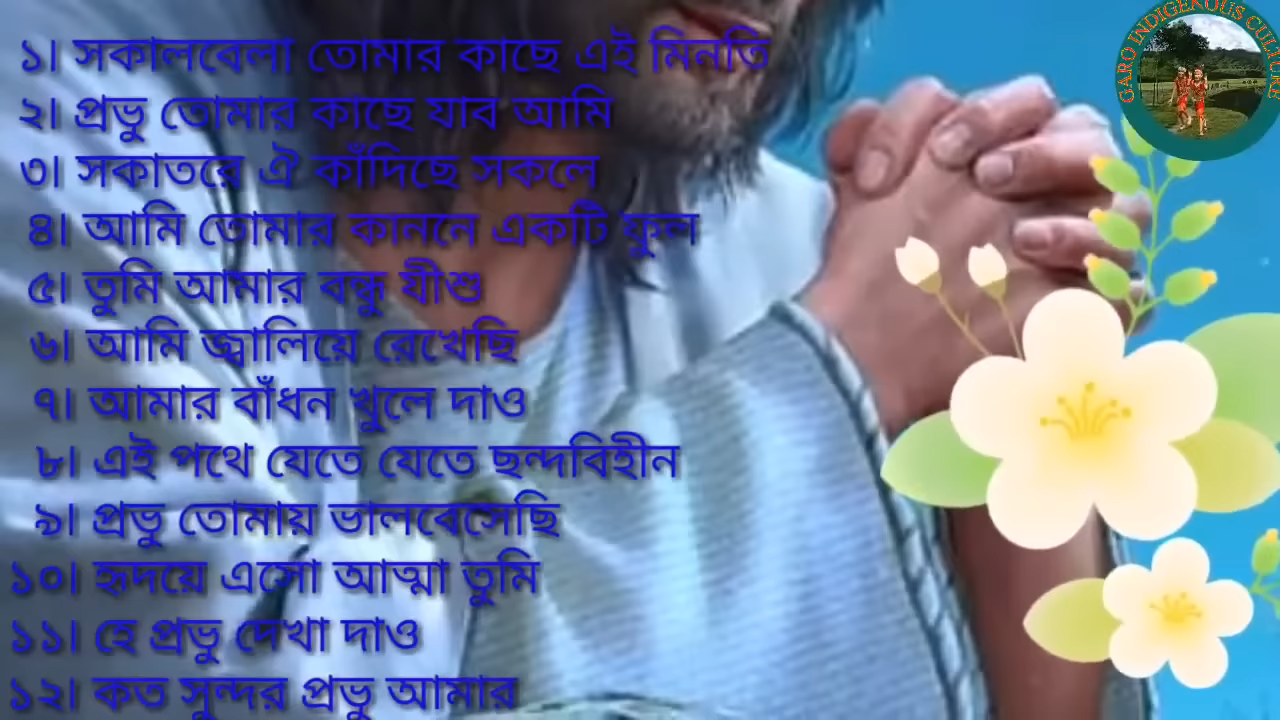 ১। সকালবেলা তোমার কাছে এই মিনতি
২। প্রভু তোমার কাছে যাব আমি
৩। সকাতরে ঐ কাঁদিছে সকলে
৪। আমি তোমার কাননে একটি ফুল
৫। তুমি আমার বন্ধু যীশু
৬। আমি জ্বালিয়ে রেখেছি
৭। আমার বাঁধন খুলে দাও
৮। এই পথে যেতে যেতে ছন্দবিহীন
৯। প্রভু তোমায় ভালবেসেছি
১০। হৃদয়ে এসো আত্মা তুমি
১১। হে প্রভু দেখা দাও
১২। কত সুন্দর প্রভু আমার
GARO INDIGENOUS CULTURE